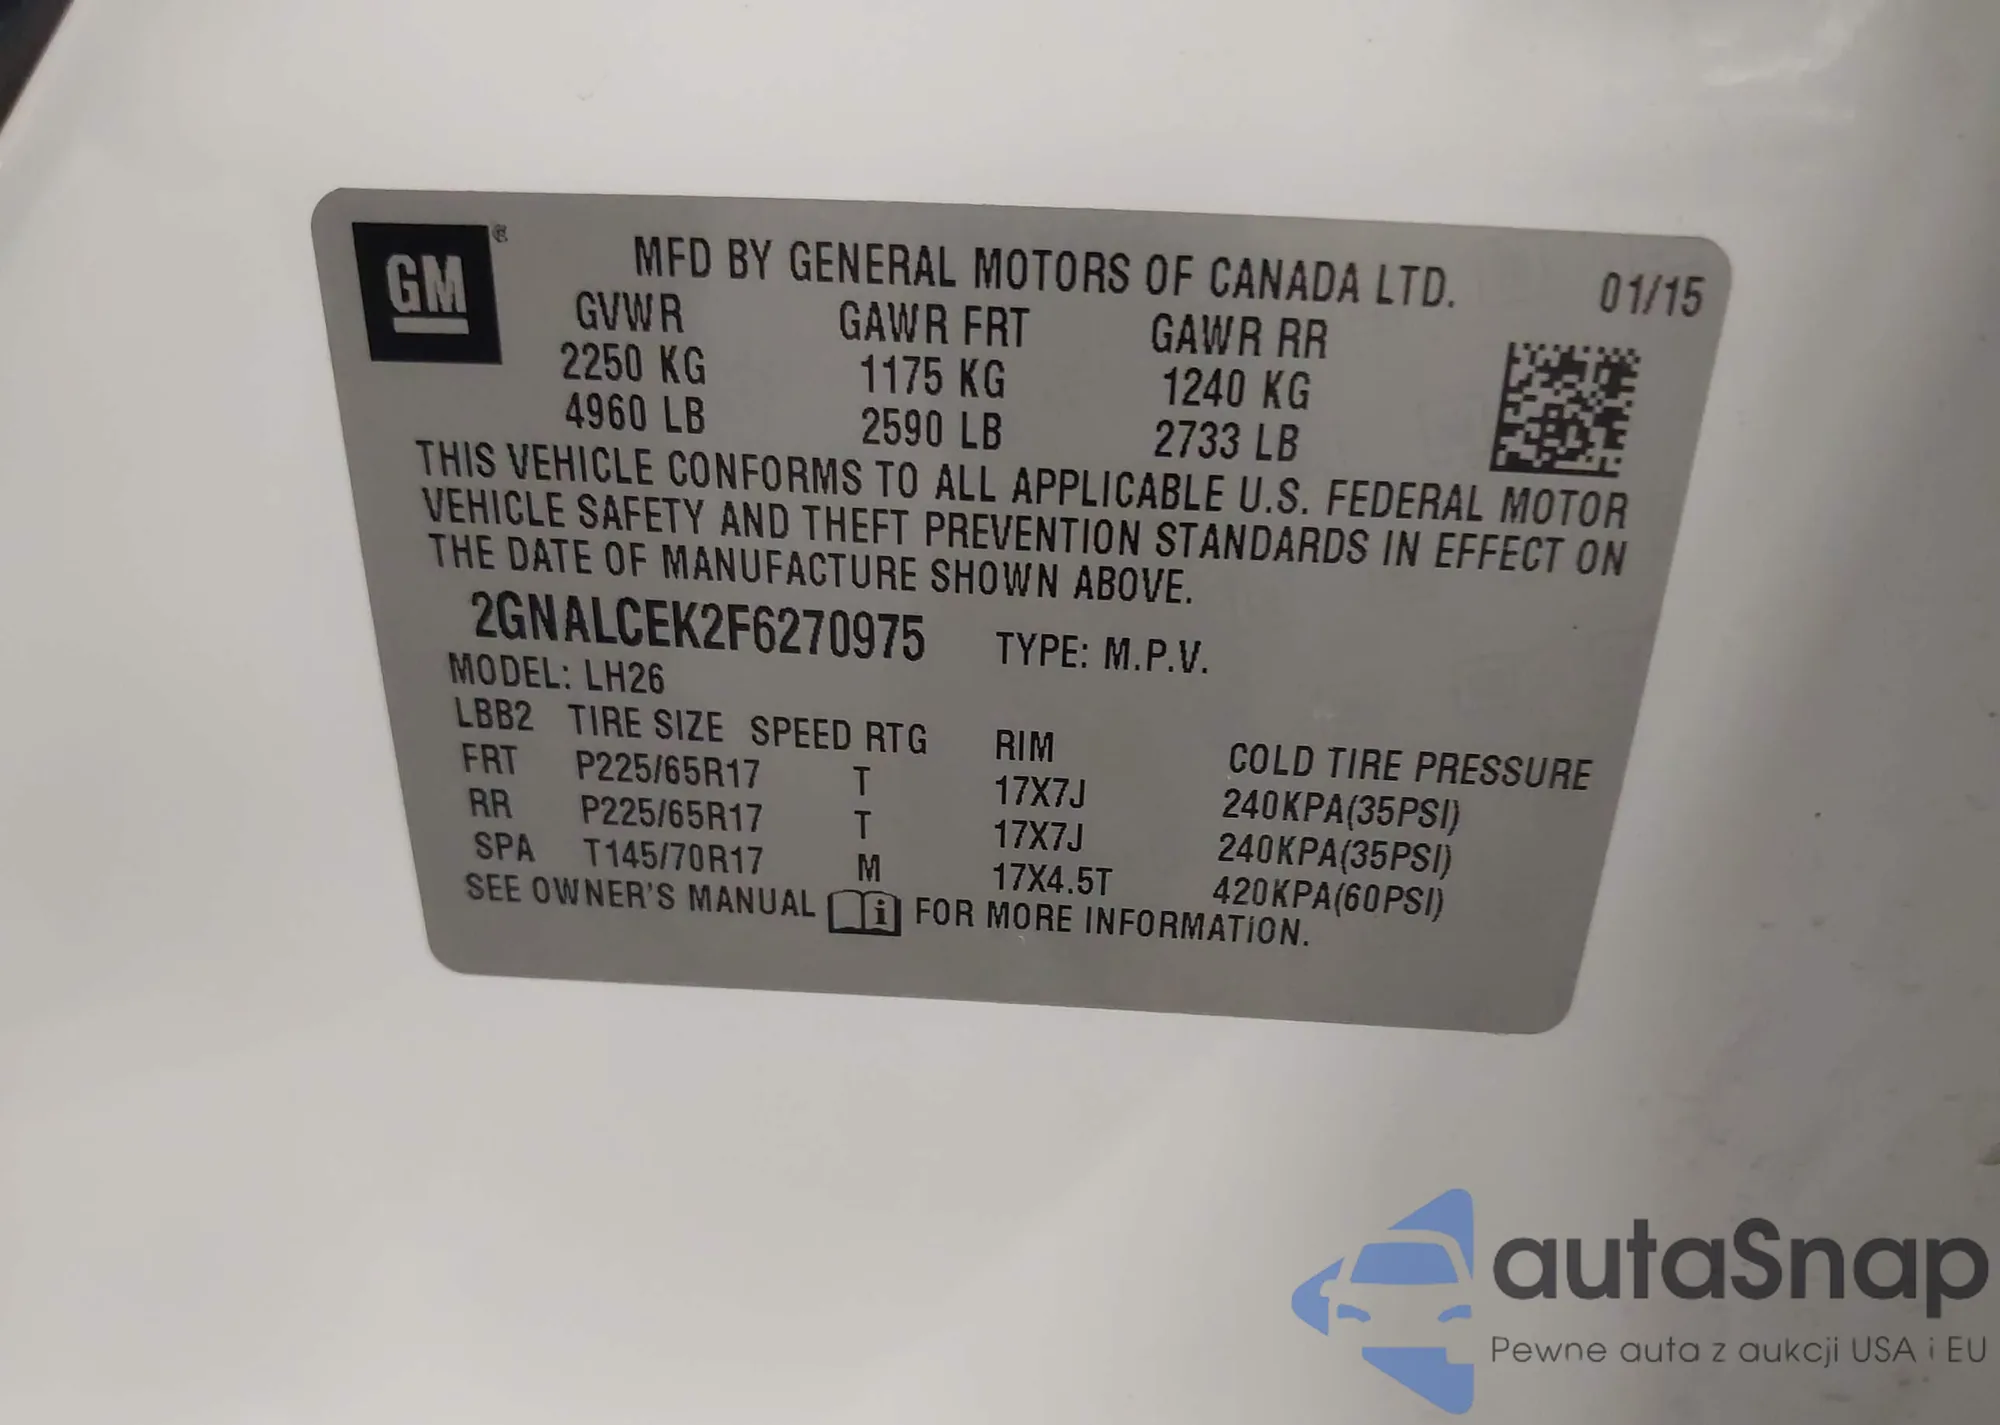 GM ®
MFD BY GENERAL MOTORS OF CANADA LTD. 01/15
GVWR GAWR FRT GAWR RR
2250 KG 1175 KG 1240 KG
4960 LB 2590 LB 2733 LB
THIS VEHICLE CONFORMS TO ALL APPLICABLE U.S. FEDERAL MOTOR
VEHICLE SAFETY AND THEFT PREVENTION STANDARDS IN EFFECT ON
THE DATE OF MANUFACTURE SHOWN ABOVE.
2GNALCEK2F6270975 TYPE: M.P.V.
MODEL: LH26
LBB2 TIRE SIZE SPEED RTG RIM COLD TIRE PRESSURE
FRT P225/65R17 T 17X7J 240KPA(35PSI)
RR P225/65R17 T 17X7J 240KPA(35PSI)
SPA T145/70R17 M 17X4.5T 420KPA(60PSI)
SEE OWNER'S MANUAL i FOR MORE INFORMATION.
autaSnap
Pewne auta z aukcji USA i EU